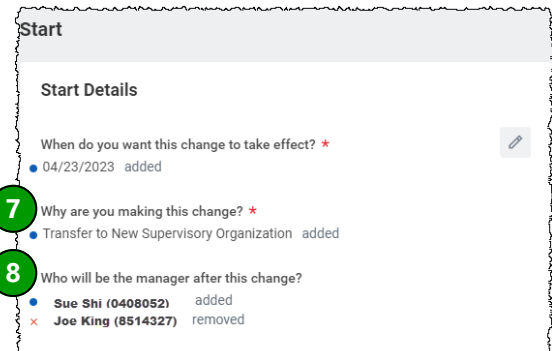 Start
Start Details
When do you want this change to take effect? *
04/23/2023 added
7 Why are you making this change? *
Transfer to New Supervisory Organization added
8 Who will be the manager after this change?
Sue Shi (0408052) added
× Joe King (8514327) removed